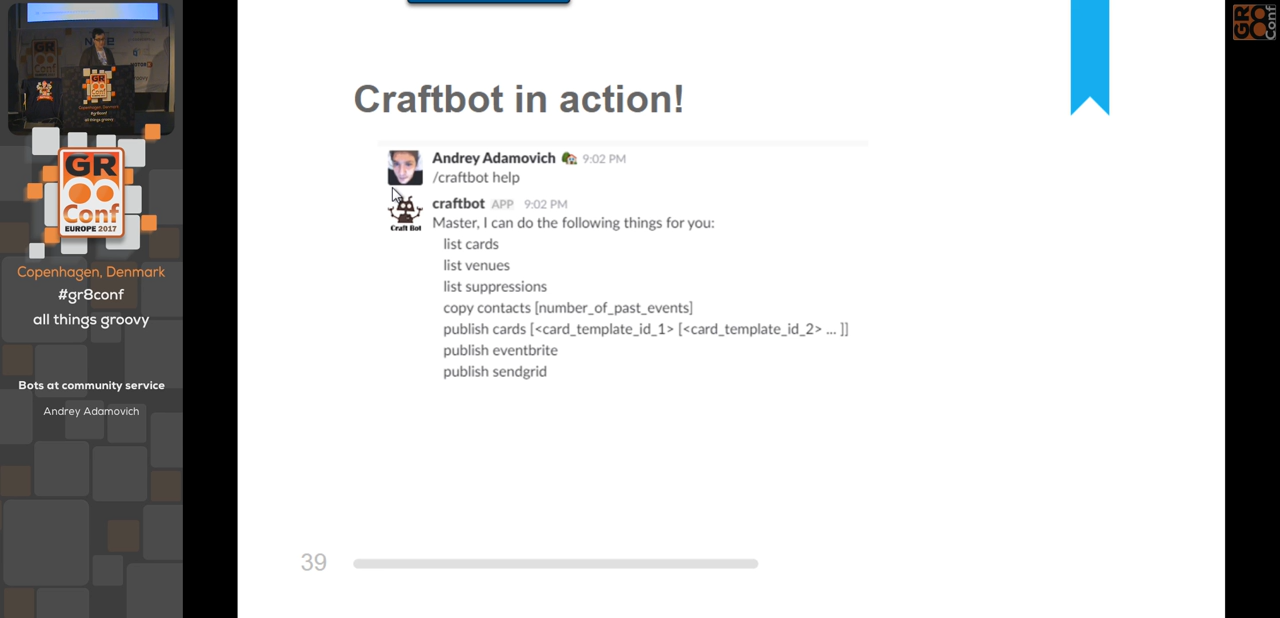 GR
Conf
EUROPE 2017
Copenhagen, Denmark
#gr8conf
all things groovy
Bots at community service
Andrey Adamovich
Craftbot in action!
Andrey Adamovich 9:02 PM
/craftbot help
craftbot APP 9:02 PM
Craft Bot
Master, I can do the following things for you:
list cards
list venues
list suppressions
copy contacts [number_of_past_events]
publish cards [<card_template_id_1> [<card_template_id_2> ... ]]
publish eventbrite
publish sendgrid
39
GR
Conf